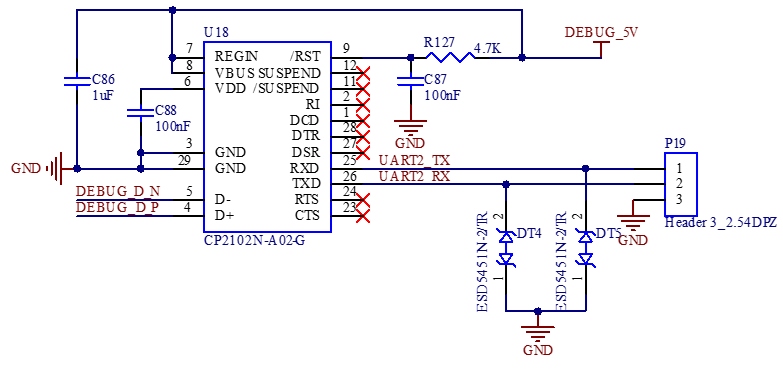 DEBUG_5V
U18
7 REGIN /RST 9
R127 4.7K
8 VBUS SUSPEND 12
6 VDD /SUSPEND 11
C86
1uF
C87
100nF
C88
100nF
RI 2
DCD 1
DTR 28
GND
3 GND DSR 27
P19
GND
29 GND RXD 25 UART2_TX 1
TXD 26 UART2_RX 2
DEBUG_D_N 5 D- RTS 24 3
DEBUG_D_P 4 D+ CTS 23
Header 3_2.54DPZ
GND
CP2102N-A02-G
2 DT4
1
ESD5451N-2/TR
2 DT5
1
ESD5451N-2/TR
GND